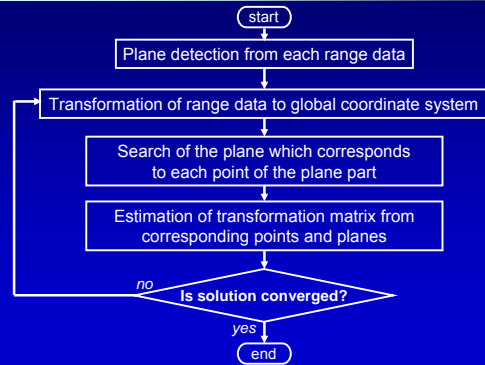 start
Plane detection from each range data
Transformation of range data to global coordinate system
Search of the plane which corresponds
to each point of the plane part
Estimation of transformation matrix from
corresponding points and planes
no
Is solution converged?
yes
end